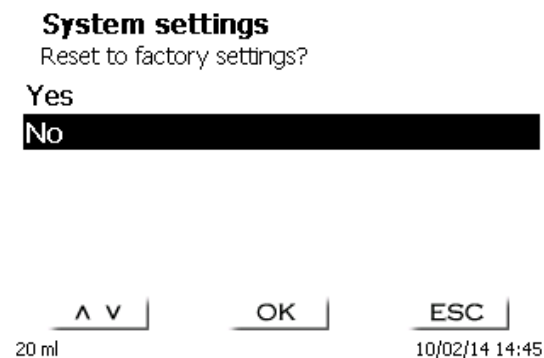 System settings
Reset to factory settings?
Yes
No
∧ ∨ OK ESC
20 ml 10/02/14 14:45